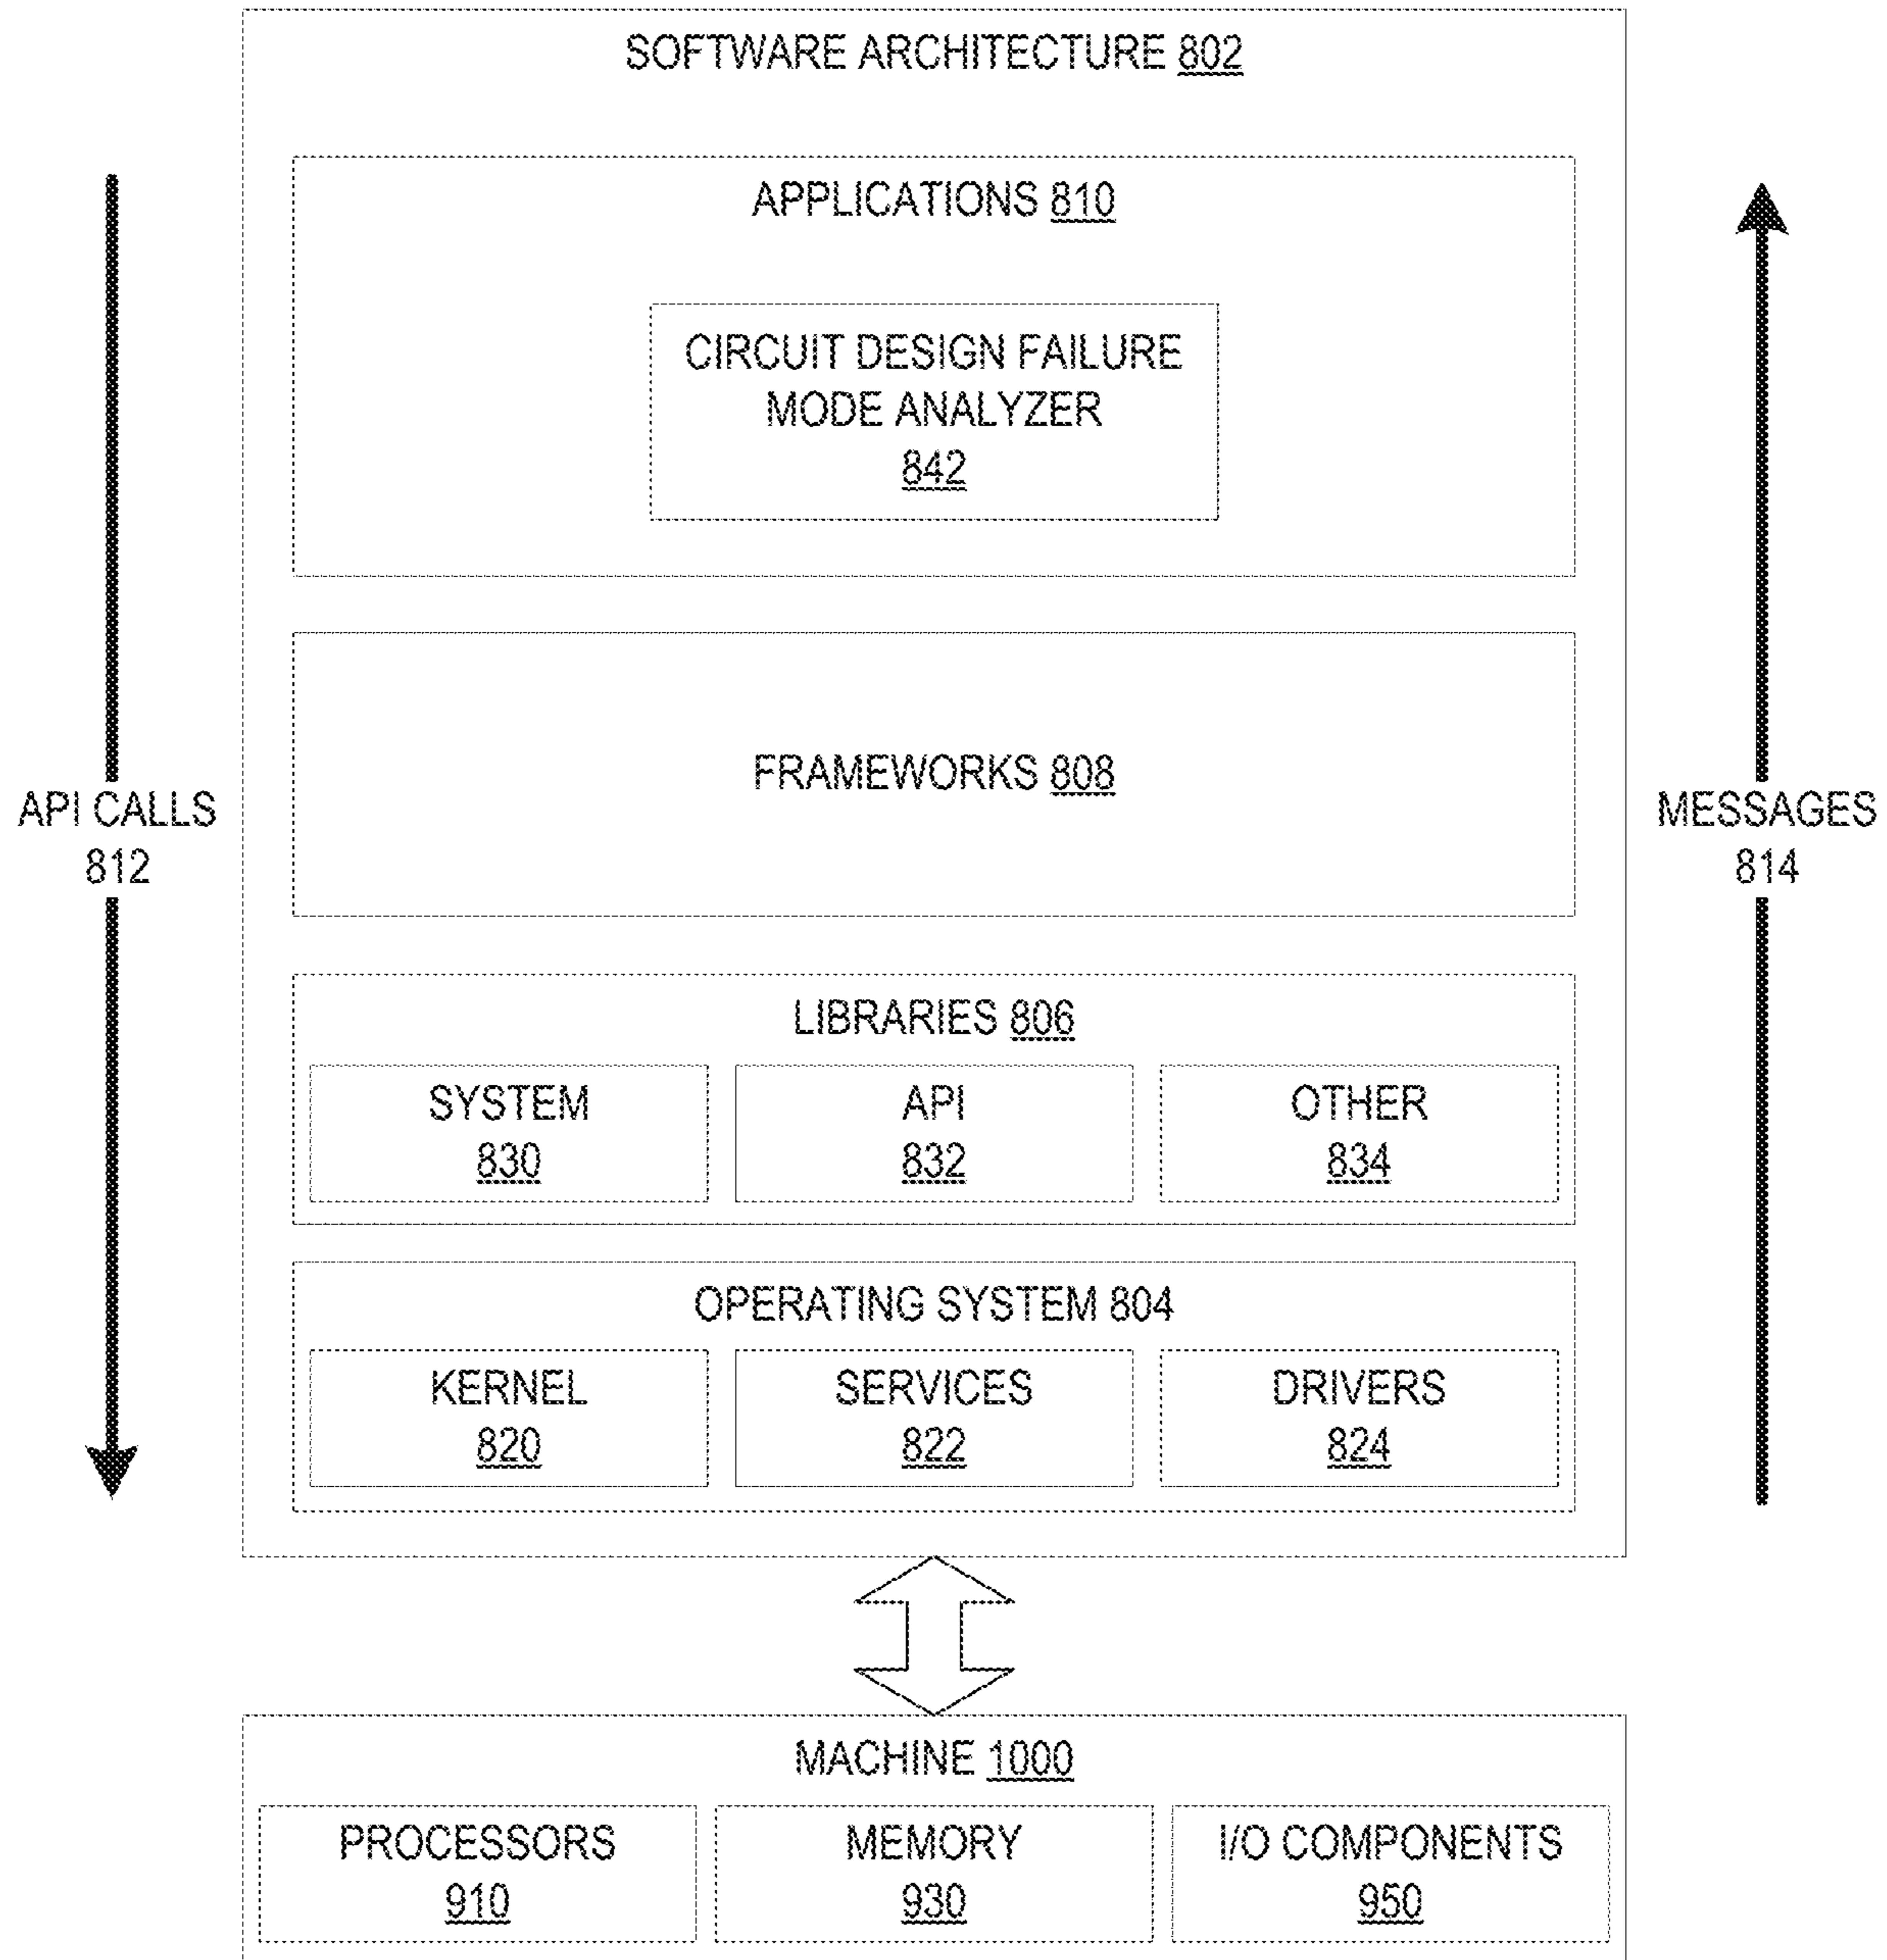 SOFTWARE ARCHITECTURE 802
APPLICATIONS 810
CIRCUIT DESIGN FAILURE
MODE ANALYZER
842
FRAMEWORKS 808
API CALLS
812
MESSAGES
814
LIBRARIES 806
SYSTEM
830
API
832
OTHER
834
OPERATING SYSTEM 804
KERNEL
820
SERVICES
822
DRIVERS
824
MACHINE 1000
PROCESSORS
910
MEMORY
930
I/O COMPONENTS
950